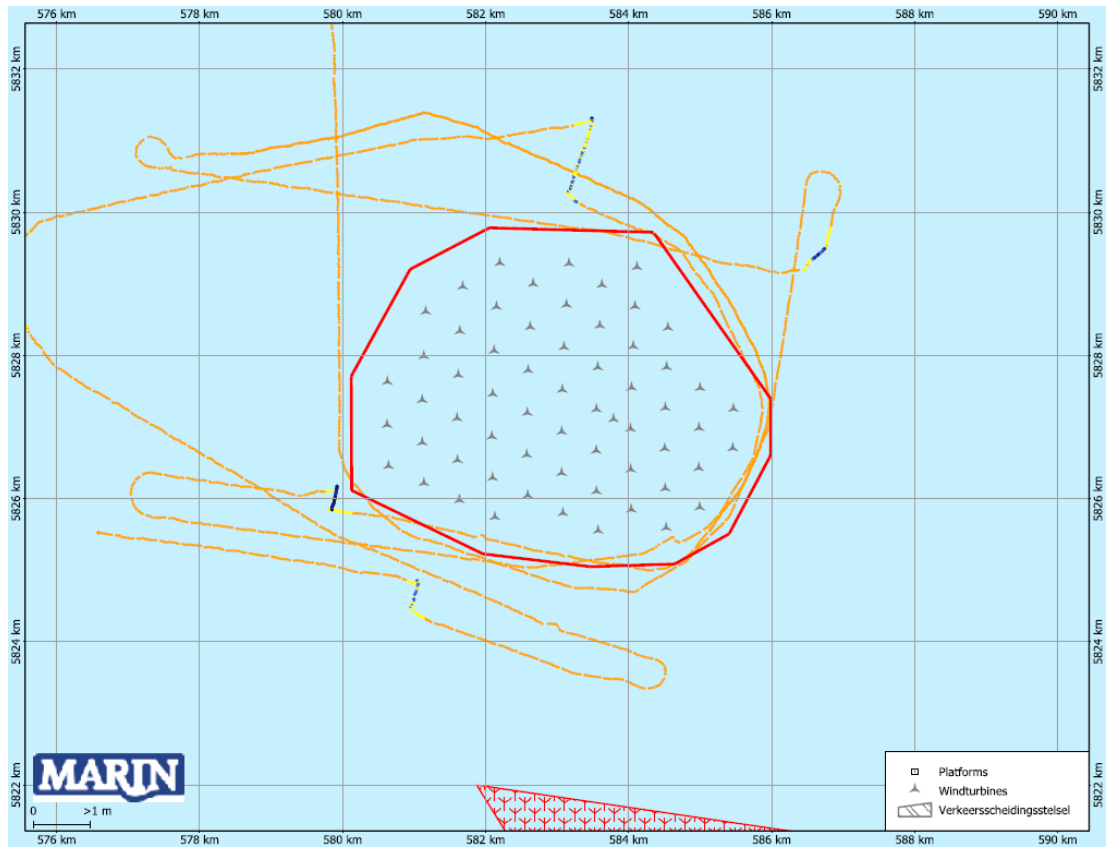 576 km 578 km 580 km 582 km 584 km 586 km 588 km 590 km
5832 km 5832 km
5830 km 5830 km
5828 km 5828 km
5826 km 5826 km
5824 km 5824 km
5822 km 5822 km
MARIN
0 >1 m
Platforms
Windturbines
Verkeersscheidingsstelsel
576 km 578 km 580 km 582 km 584 km 586 km 588 km 590 km